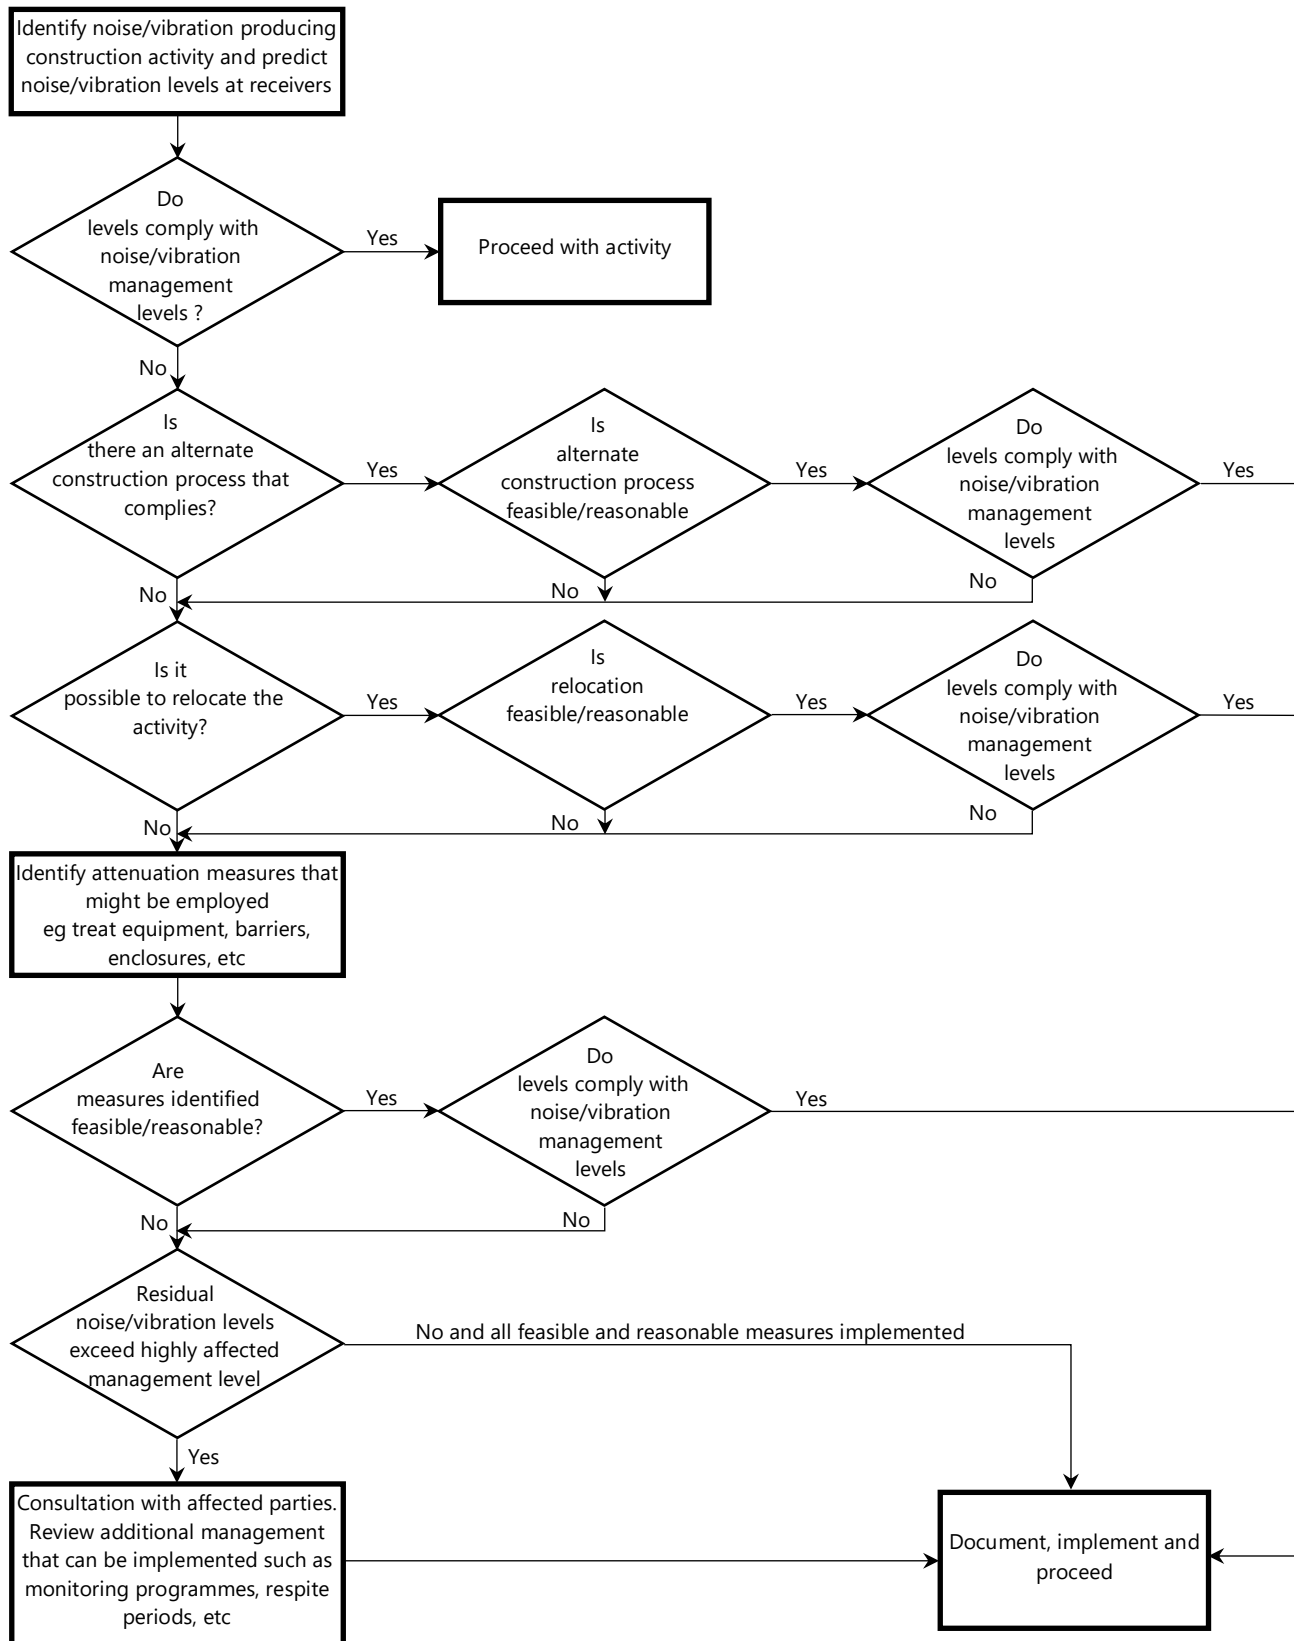 Identify noise/vibration producing
construction activity and predict
noise/vibration levels at receivers
Do
levels comply with
noise/vibration
management
levels ?
Yes
Proceed with activity
No
Is
there an alternate
construction process that
complies?
Yes
Is
alternate
construction process
feasible/reasonable
Yes
Do
levels comply with
noise/vibration
management
levels
Yes
No
No
No
Is it
possible to relocate the
activity?
Yes
Is
relocation
feasible/reasonable
Yes
Do
levels comply with
noise/vibration
management
levels
Yes
No
No
No
Identify attenuation measures that
might be employed
eg treat equipment, barriers,
enclosures, etc
Are
measures identified
feasible/reasonable?
Yes
Do
levels comply with
noise/vibration
management
levels
Yes
No
No
Residual
noise/vibration levels
exceed highly affected
management level
No and all feasible and reasonable measures implemented
Yes
Consultation with affected parties.
Review additional management
that can be implemented such as
monitoring programmes, respite
periods, etc
Document, implement and
proceed